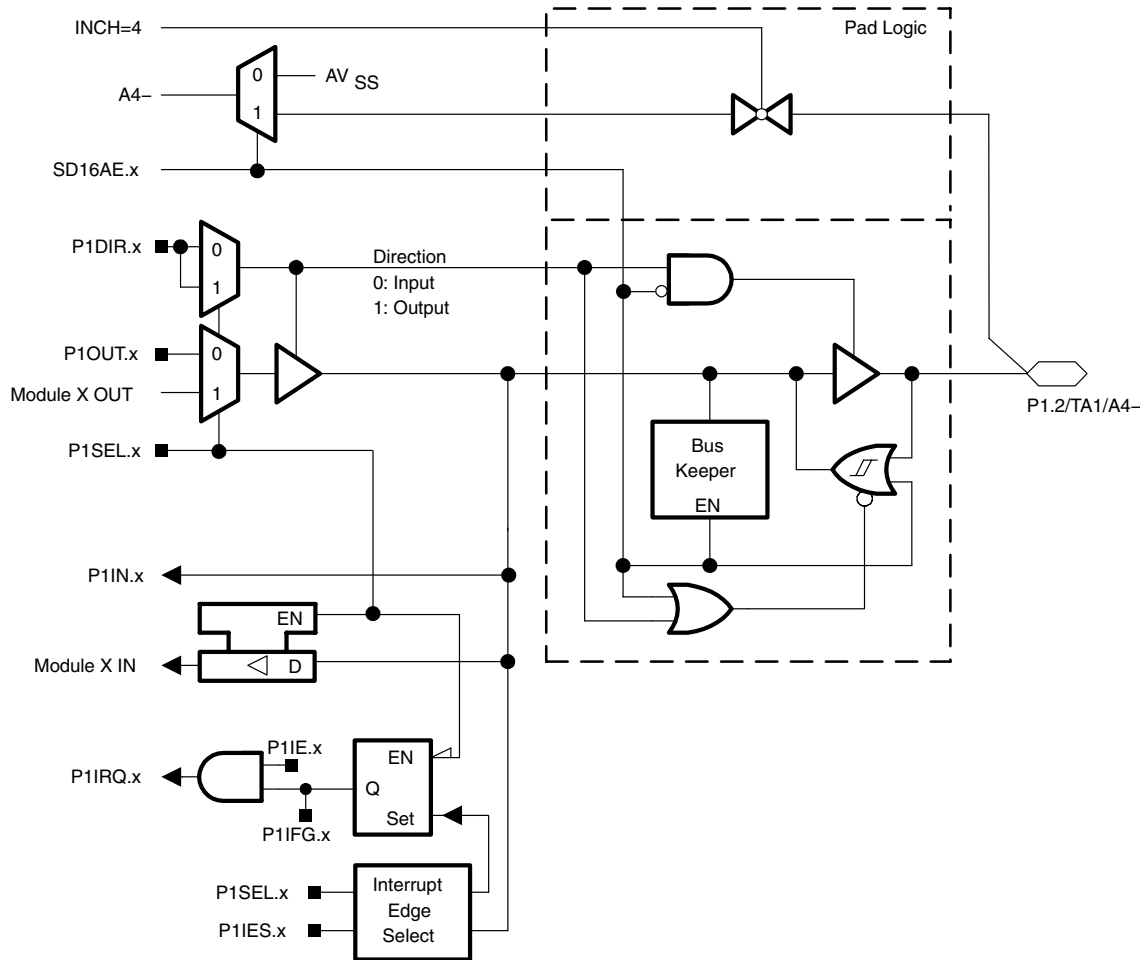 INCH=4
Pad Logic
0
AV SS
A4–
1
SD16AE.x
P1DIR.x
0
1
Direction
0: Input
1: Output
P1OUT.x
0
Module X OUT
1
P1.2/TA1/A4–
P1SEL.x
Bus
Keeper
EN
P1IN.x
EN
Module X IN
D
P1IE.x
EN
P1IRQ.x
Q
Set
P1IFG.x
P1SEL.x
Interrupt
Edge
Select
P1IES.x